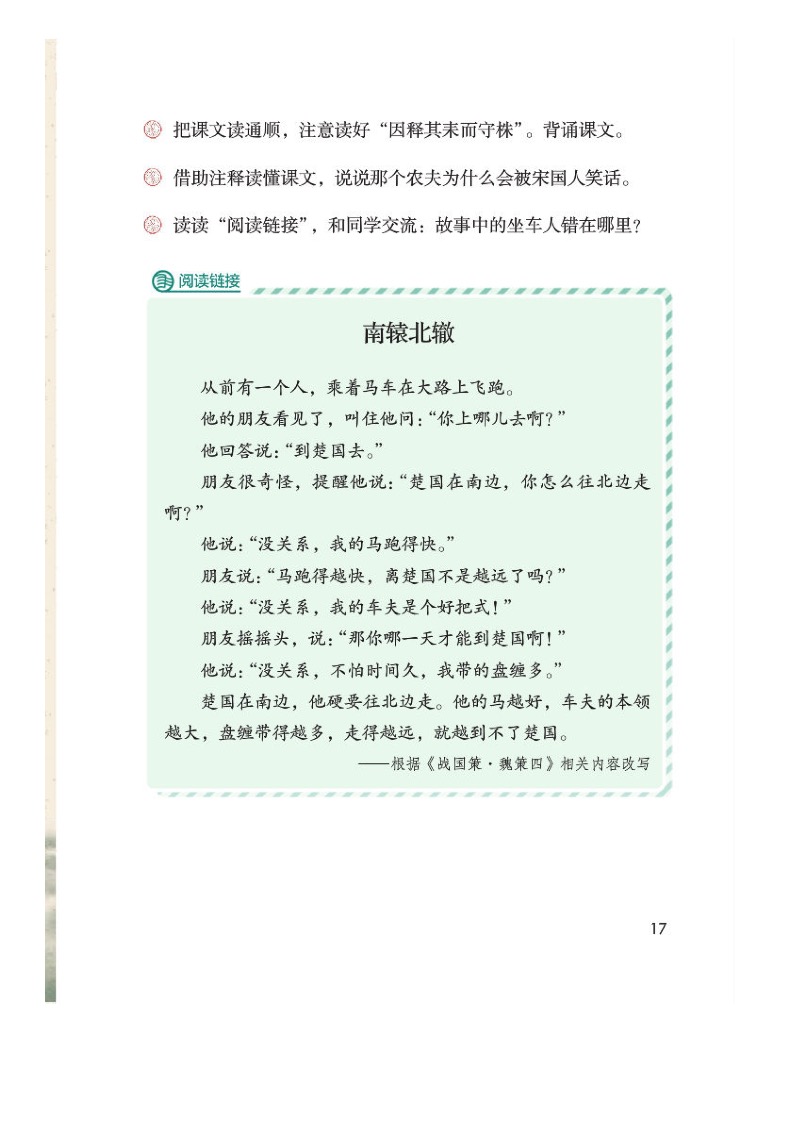 把课文读通顺，注意读好“因释其耒而守株”。背诵课文。
借助注释读懂课文，说说那个农夫为什么会被宋国人笑话。
读读“阅读链接”，和同学交流：故事中的坐车人错在哪里？
阅读链接
南辕北辙
从前有一个人，乘着马车在大路上飞跑。
他的朋友看见了，叫住他问：“你上哪儿去啊？”
他回答说：“到楚国去。”
朋友很奇怪，提醒他说：“楚国在南边，你怎么往北边走
啊？”
他说：“没关系，我的马跑得快。”
朋友说：“马跑得越快，离楚国不是越远了吗？”
他说：“没关系，我的车夫是个好把式！”
朋友摇摇头，说：“那你哪一天才能到楚国啊！”
他说：“没关系，不怕时间久，我带的盘缠多。”
楚国在南边，他硬要往北边走。他的马越好，车夫的本领
越大，盘缠带得越多，走得越远，就越到不了楚国。
——根据《战国策·魏策四》相关内容改写
17